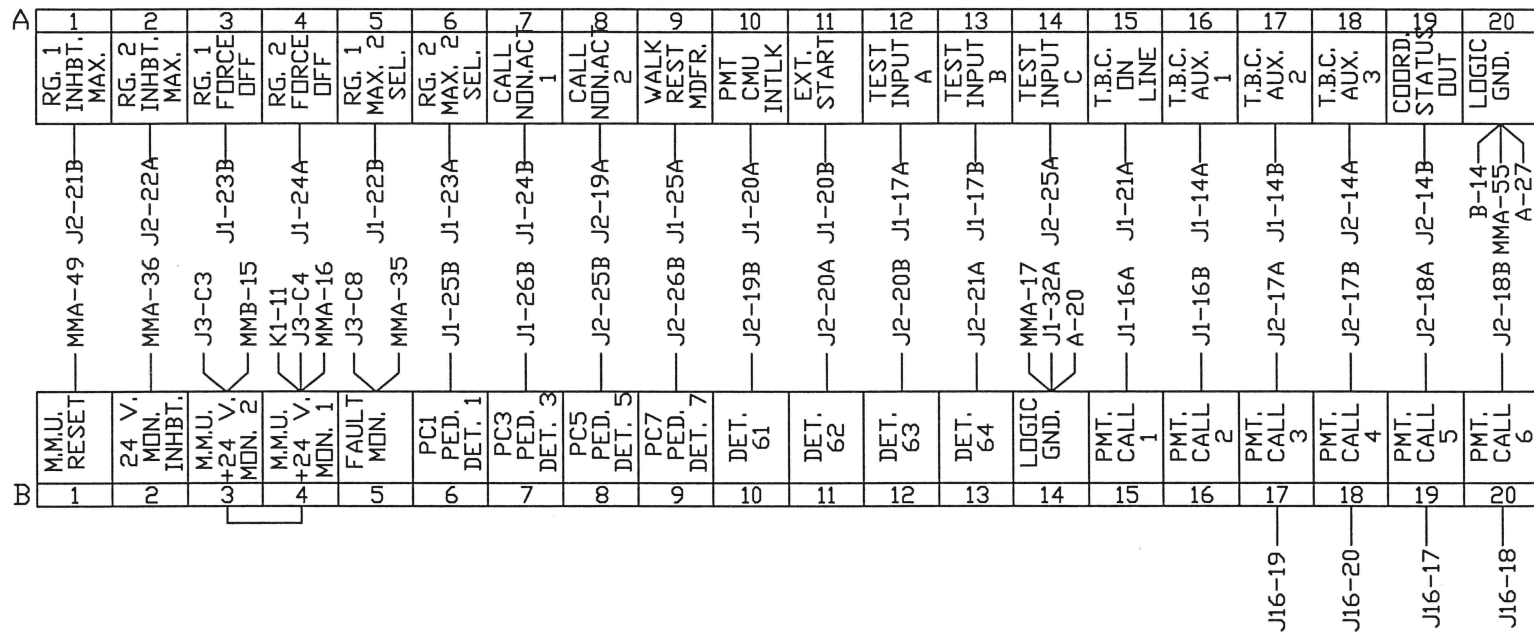 A 1 2 3 4 5 6 7 8 9 10 11 12 13 14 15 16 17 18 19 20
RG. 1
INHBT.
MAX.
RG. 2
INHBT.
MAX.
RG. 1
FORCE
OFF
RG. 2
FORCE
OFF
RG. 1
MAX. 2
SEL.
RG. 2
MAX. 2
SEL.
CALL
NON.ACT
1
CALL
NON.ACT
2
WALK
REST
MDFR.
PMT
CMU
INTLK
EXT.
START
TEST
INPUT
A
TEST
INPUT
B
TEST
INPUT
C
T.B.C.
ON
LINE
T.B.C.
AUX.
1
T.B.C.
AUX.
2
T.B.C.
AUX.
3
COORD.
STATUS
OUT
LOGIC
GND.
J2-21B
J2-22A
J1-23B
J1-24A
J1-22B
J1-23A
J1-24B
J2-19A
J1-25A
J1-20A
J1-20B
J1-17A
J1-17B
J2-25A
J1-21A
J1-14A
J1-14B
J2-14A
J2-14B
B-14
MMA-55
A-27
MMA-49
MMA-36
J3-C3
MMB-15
K1-11
J3-C4
MMA-16
J3-C8
MMA-35
J1-25B
J1-26B
J2-25B
J2-26B
J2-19B
J2-20A
J2-20B
J2-21A
MMA-17
J1-32A
A-20
J1-16A
J1-16B
J2-17A
J2-17B
J2-18A
J2-18B
M.M.U.
RESET
24 V.
MON.
INHBT.
M.M.U.
+24 V.
MON. 2
M.M.U.
+24 V.
MON. 1
FAULT
MON.
PC1
PED.
DET. 1
PC3
PED.
DET. 3
PC5
PED.
DET. 5
PC7
PED.
DET. 7
DET.
61
DET.
62
DET.
63
DET.
64
LOGIC
GND.
PMT.
CALL
1
PMT.
CALL
2
PMT.
CALL
3
PMT.
CALL
4
PMT.
CALL
5
PMT.
CALL
6
B 1 2 3 4 5 6 7 8 9 10 11 12 13 14 15 16 17 18 19 20
J16-19
J16-20
J16-17
J16-18